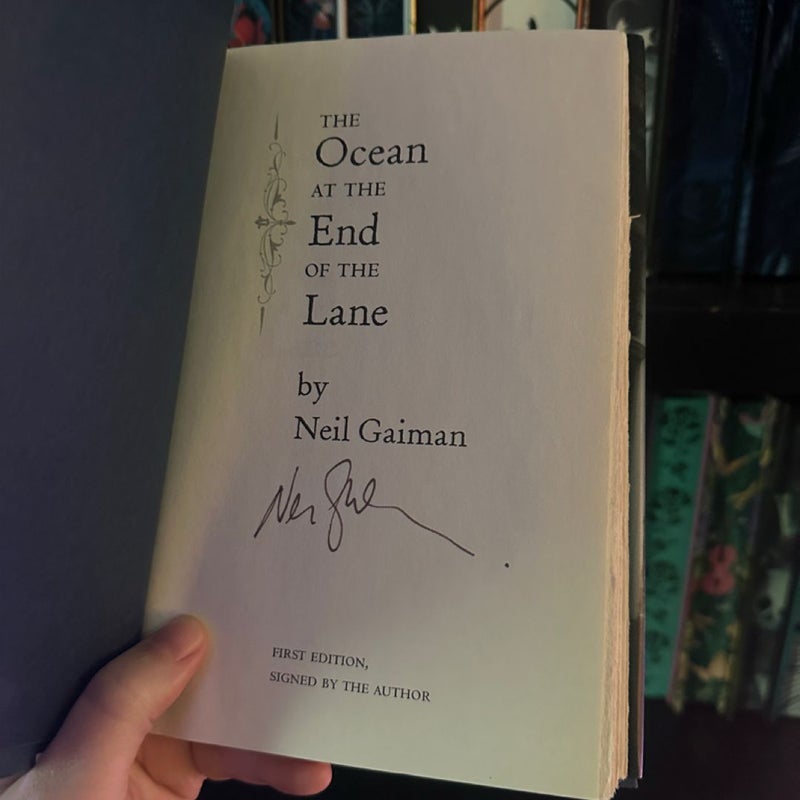 THE
Ocean
AT THE
End
OF THE
Lane
by
Neil Gaiman
FIRST EDITION,
SIGNED BY THE AUTHOR